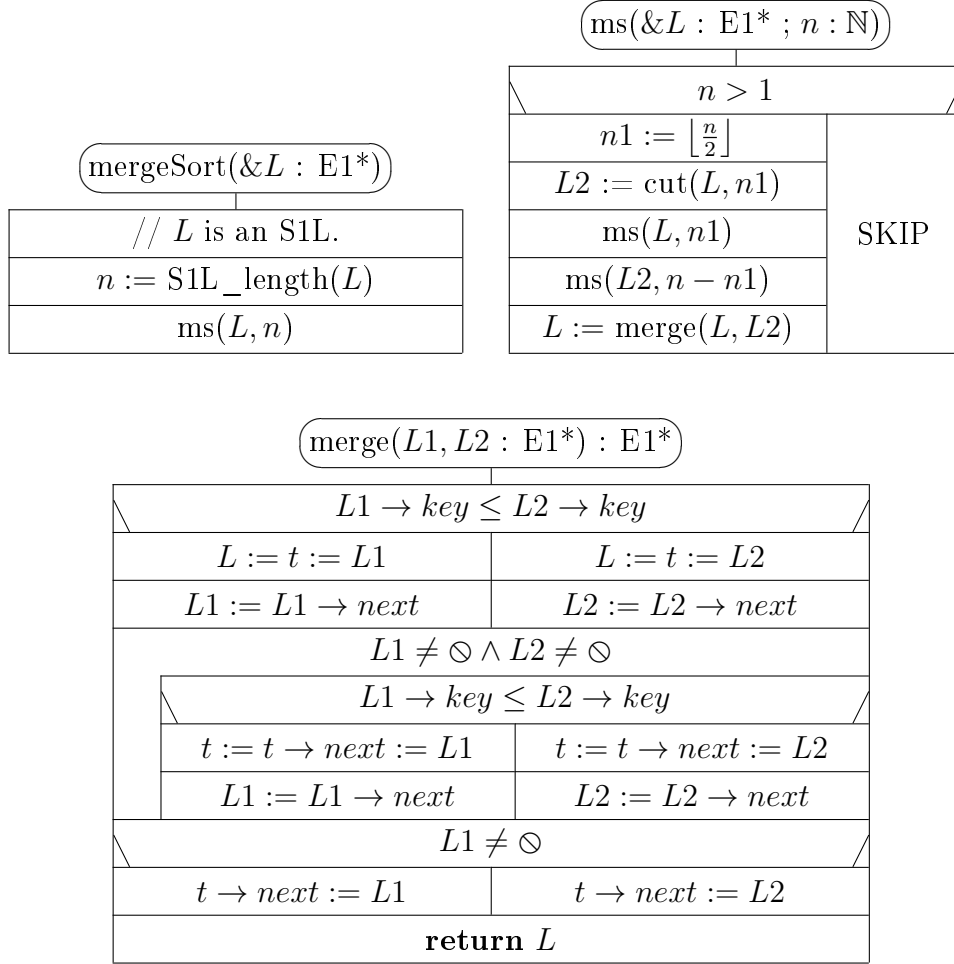 mergeSort(&L : E1*)
// L is an S1L.
n := S1L_length(L)
ms(L, n)
ms(&L : E1* ; n : ℕ)
n > 1
n1 := ⌊n/2⌋
L2 := cut(L, n1)
ms(L, n1)
ms(L2, n − n1)
L := merge(L, L2)
SKIP
merge(L1, L2 : E1*) : E1*
L1 → key ≤ L2 → key
L := t := L1
L := t := L2
L1 := L1 → next
L2 := L2 → next
L1 ≠ ⦸ ∧ L2 ≠ ⦸
L1 → key ≤ L2 → key
t := t → next := L1
t := t → next := L2
L1 := L1 → next
L2 := L2 → next
L1 ≠ ⦸
t → next := L1
t → next := L2
return L